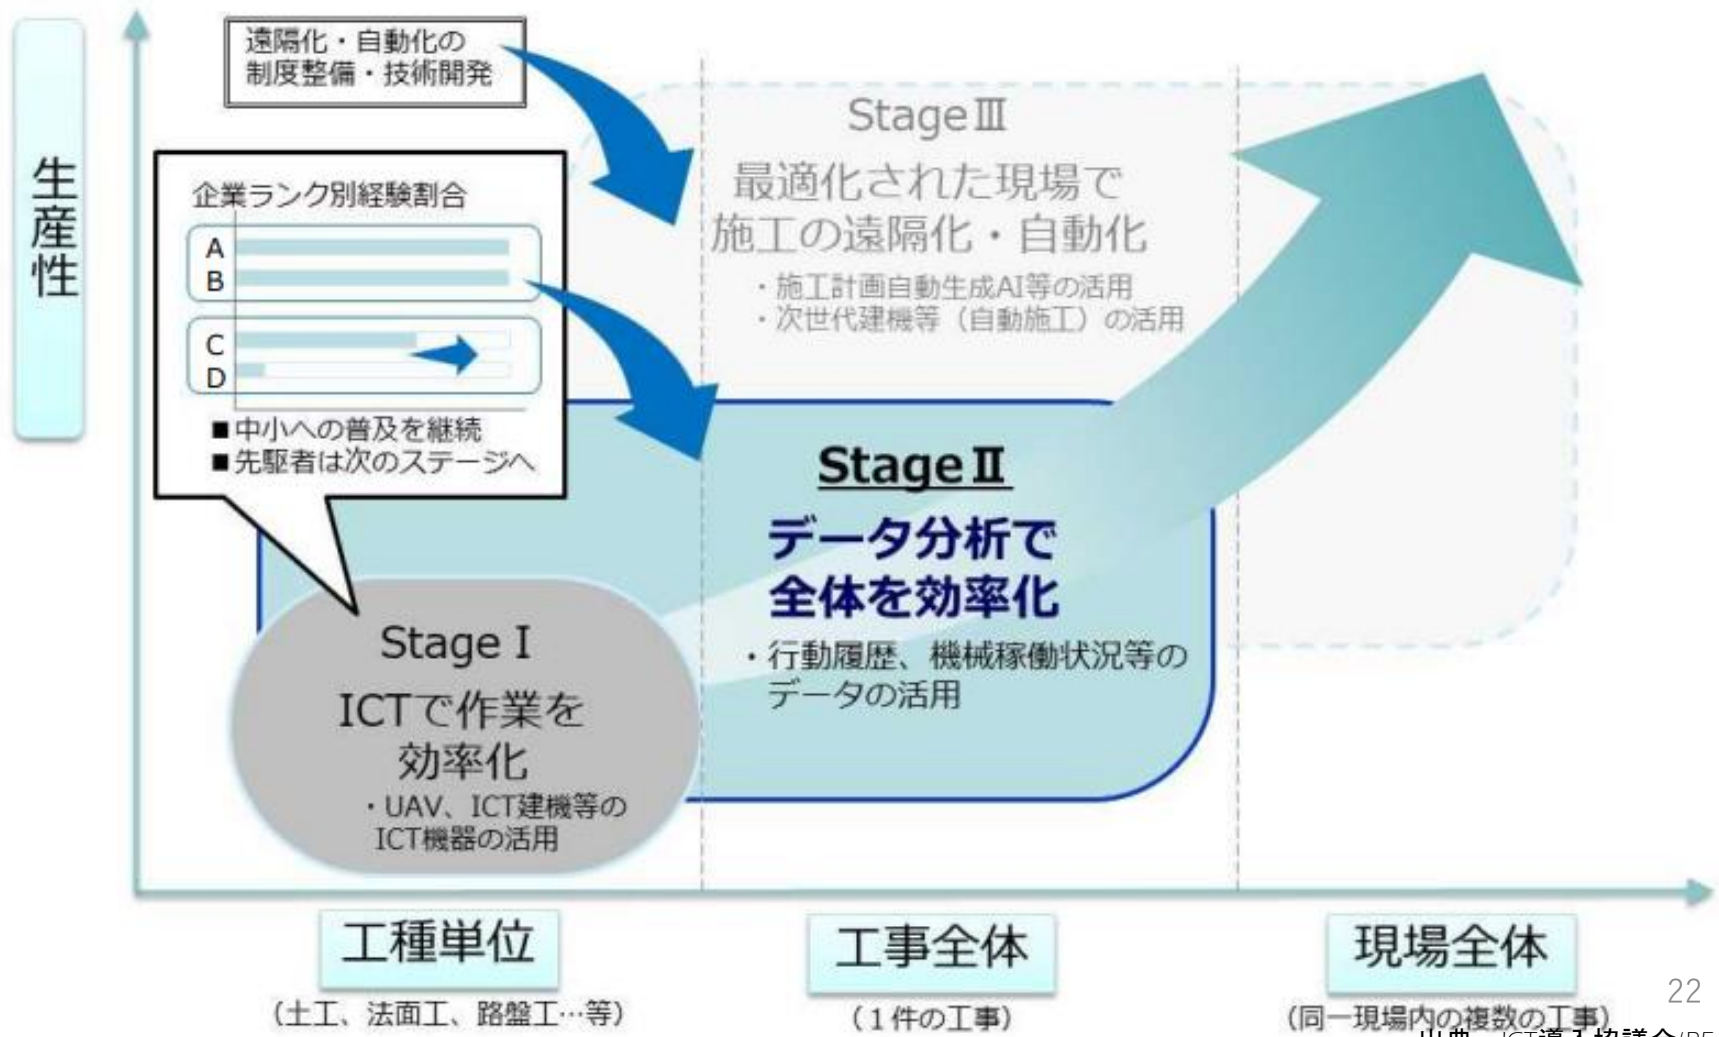 生産性
遠隔化・自動化の
制度整備・技術開発
企業ランク別経験割合
A
B
C
D
■中小への普及を継続
■先駆者は次のステージへ
StageⅢ
最適化された現場で
施工の遠隔化・自動化
・施工計画自動生成AI等の活用
・次世代建機等（自動施工）の活用
StageⅡ
データ分析で
全体を効率化
・行動履歴、機械稼働状況等の
データの活用
StageⅠ
ICTで作業を
効率化
・UAV、ICT建機等の
ICT機器の活用
工種単位
（土工、法面工、路盤工…等）
工事全体
（１件の工事）
現場全体
（同一現場内の複数の工事）
22